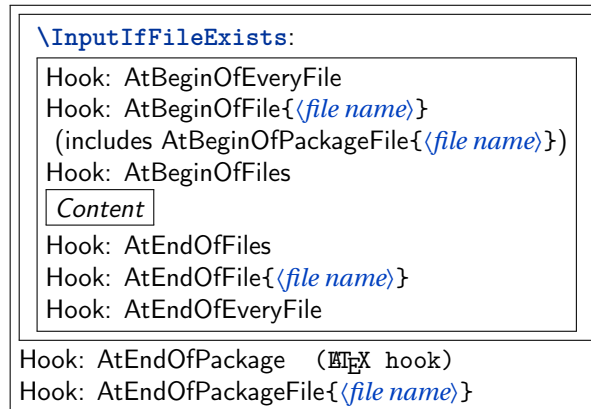 \InputIfFileExists:
Hook: AtBeginOfEveryFile
Hook: AtBeginOfFile{⟨file name⟩}
(includes AtBeginOfPackageFile{⟨file name⟩})
Hook: AtBeginOfFiles
Content
Hook: AtEndOfFiles
Hook: AtEndOfFile{⟨file name⟩}
Hook: AtEndOfEveryFile
Hook: AtEndOfPackage (LATEX hook)
Hook: AtEndOfPackageFile{⟨file name⟩}